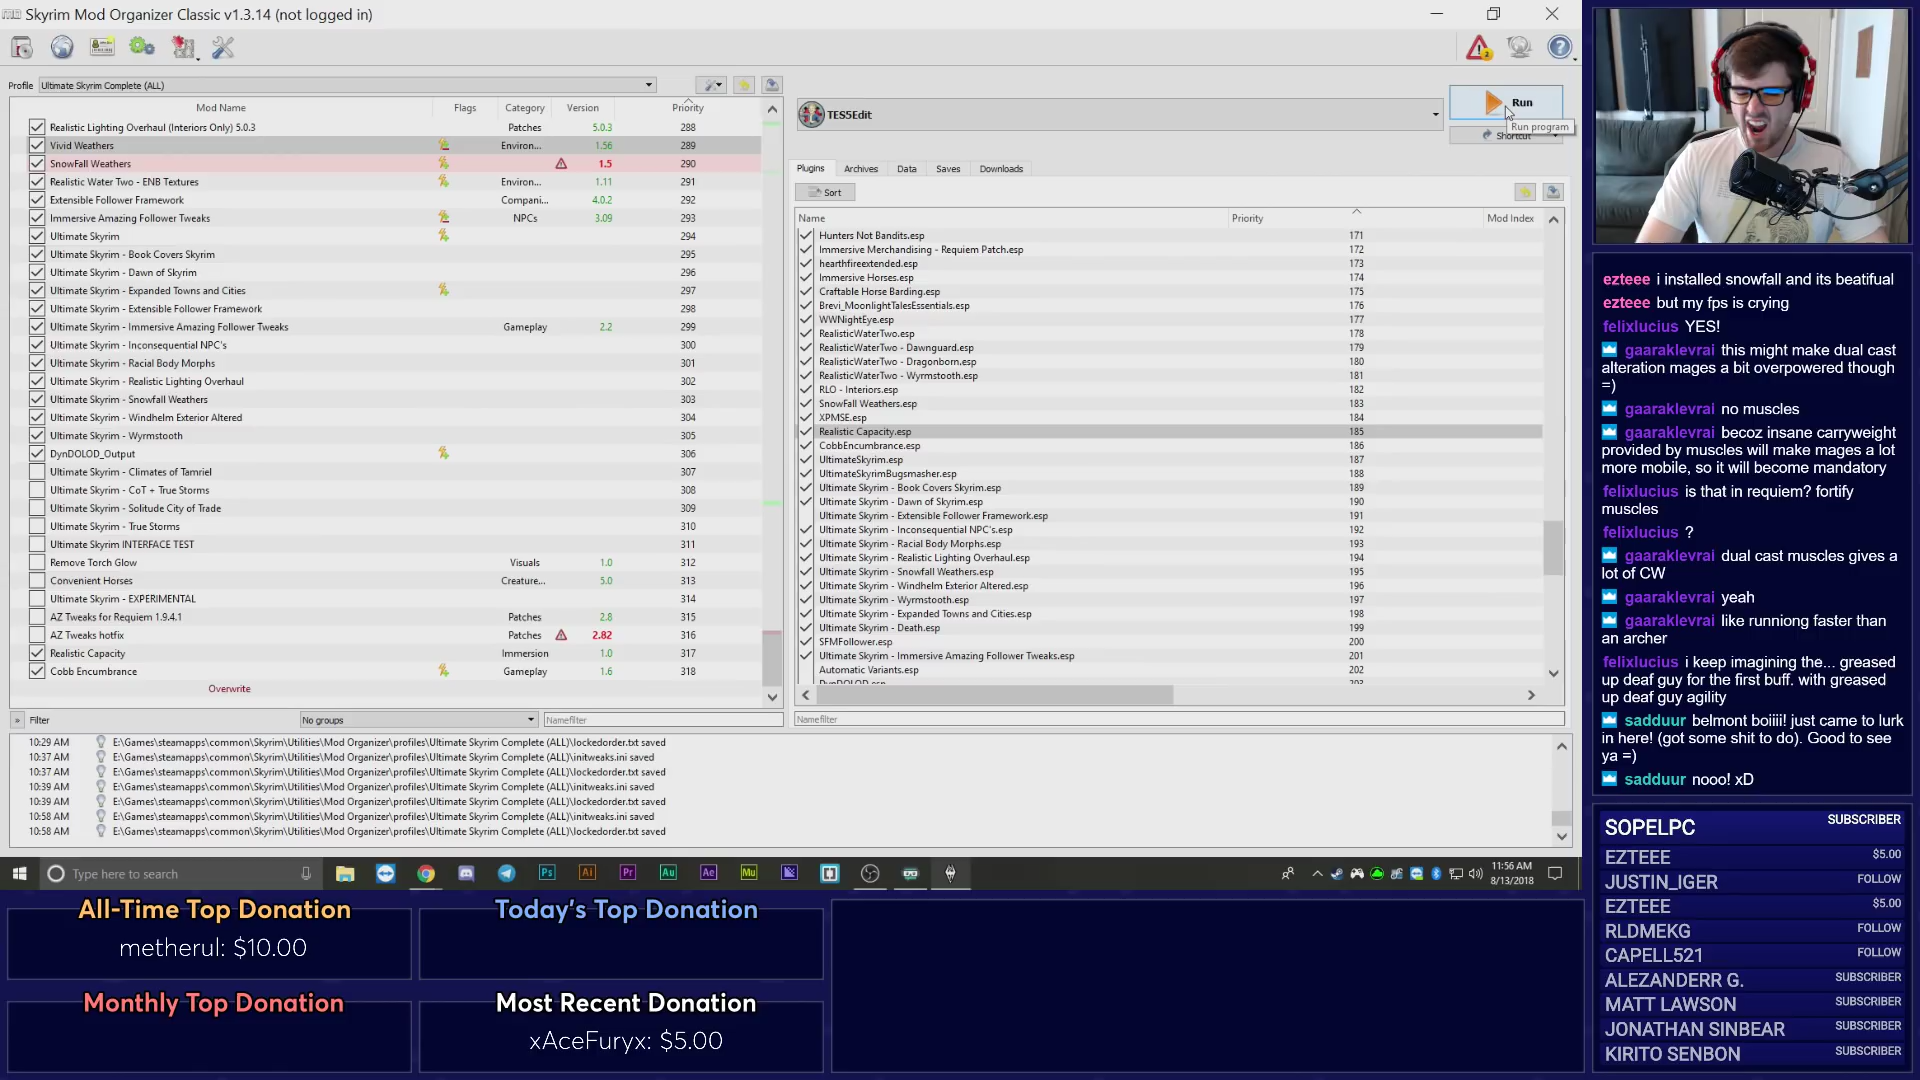 Skyrim Mod Organizer Classic v1.3.14 (not logged in)
Profile Ultimate Skyrim Complete (ALL)
Mod Name Flags Category Version Priority
Realistic Lighting Overhaul (Interiors Only) 5.0.3 Patches 5.0.3 288
Vivid Weathers Environ... 1.56 289
SnowFall Weathers 1.5 290
Realistic Water Two - ENB Textures Environ... 1.11 291
Extensible Follower Framework Compani... 4.0.2 292
Immersive Amazing Follower Tweaks NPCs 3.09 293
Ultimate Skyrim 294
Ultimate Skyrim - Book Covers Skyrim 295
Ultimate Skyrim - Dawn of Skyrim 296
Ultimate Skyrim - Expanded Towns and Cities 297
Ultimate Skyrim - Extensible Follower Framework 298
Ultimate Skyrim - Immersive Amazing Follower Tweaks Gameplay 2.2 299
Ultimate Skyrim - Inconsequential NPC's 300
Ultimate Skyrim - Racial Body Morphs 301
Ultimate Skyrim - Realistic Lighting Overhaul 302
Ultimate Skyrim - Snowfall Weathers 303
Ultimate Skyrim - Windhelm Exterior Altered 304
Ultimate Skyrim - Wyrmstooth 305
DynDOLOD_Output 306
Ultimate Skyrim - Climates of Tamriel 307
Ultimate Skyrim - CoT + True Storms 308
Ultimate Skyrim - Solitude City of Trade 309
Ultimate Skyrim - True Storms 310
Ultimate Skyrim INTERFACE TEST 311
Remove Torch Glow Visuals 1.0 312
Convenient Horses Creature... 5.0 313
Ultimate Skyrim - EXPERIMENTAL 314
AZ Tweaks for Requiem 1.9.4.1 Patches 2.8 315
AZ Tweaks hotfix Patches 2.82 316
Realistic Capacity Immersion 1.0 317
Cobb Encumbrance Gameplay 1.6 318
Overwrite
» Filter No groups Namefilter
TES5Edit
Run
Run program
Shortcut
Plugins Archives Data Saves Downloads
Sort
Name Priority Mod Index
Hunters Not Bandits.esp 171
Immersive Merchandising - Requiem Patch.esp 172
hearthfireextended.esp 173
Immersive Horses.esp 174
Craftable Horse Barding.esp 175
Brevi_MoonlightTalesEssentials.esp 176
WWNightEye.esp 177
RealisticWaterTwo.esp 178
RealisticWaterTwo - Dawnguard.esp 179
RealisticWaterTwo - Dragonborn.esp 180
RealisticWaterTwo - Wyrmstooth.esp 181
RLO - Interiors.esp 182
SnowFall Weathers.esp 183
XPMSE.esp 184
Realistic Capacity.esp 185
CobbEncumbrance.esp 186
UltimateSkyrim.esp 187
UltimateSkyrimBugsmasher.esp 188
Ultimate Skyrim - Book Covers Skyrim.esp 189
Ultimate Skyrim - Dawn of Skyrim.esp 190
Ultimate Skyrim - Extensible Follower Framework.esp 191
Ultimate Skyrim - Inconsequential NPC's.esp 192
Ultimate Skyrim - Racial Body Morphs.esp 193
Ultimate Skyrim - Realistic Lighting Overhaul.esp 194
Ultimate Skyrim - Snowfall Weathers.esp 195
Ultimate Skyrim - Windhelm Exterior Altered.esp 196
Ultimate Skyrim - Wyrmstooth.esp 197
Ultimate Skyrim - Expanded Towns and Cities.esp 198
Ultimate Skyrim - Death.esp 199
SFMFollower.esp 200
Ultimate Skyrim - Immersive Amazing Follower Tweaks.esp 201
Automatic Variants.esp 202
DynDOLOD.esp 203
Namefilter
10:29 AM E:\Games\steamapps\common\Skyrim\Utilities\Mod Organizer\profiles\Ultimate Skyrim Complete (ALL)\lockedorder.txt saved
10:37 AM E:\Games\steamapps\common\Skyrim\Utilities\Mod Organizer\profiles\Ultimate Skyrim Complete (ALL)\initweaks.ini saved
10:37 AM E:\Games\steamapps\common\Skyrim\Utilities\Mod Organizer\profiles\Ultimate Skyrim Complete (ALL)\lockedorder.txt saved
10:39 AM E:\Games\steamapps\common\Skyrim\Utilities\Mod Organizer\profiles\Ultimate Skyrim Complete (ALL)\initweaks.ini saved
10:39 AM E:\Games\steamapps\common\Skyrim\Utilities\Mod Organizer\profiles\Ultimate Skyrim Complete (ALL)\lockedorder.txt saved
10:58 AM E:\Games\steamapps\common\Skyrim\Utilities\Mod Organizer\profiles\Ultimate Skyrim Complete (ALL)\initweaks.ini saved
10:58 AM E:\Games\steamapps\common\Skyrim\Utilities\Mod Organizer\profiles\Ultimate Skyrim Complete (ALL)\lockedorder.txt saved
Type here to search
Ps Ai Pr Au Ae Mu
11:56 AM
8/13/2018
ezteee i installed snowfall and its beatifual
ezteee but my fps is crying
felixlucius YES!
gaaraklevrai this might make dual cast
alteration mages a bit overpowered though
=)
gaaraklevrai no muscles
gaaraklevrai becoz insane carryweight
provided by muscles will make mages a lot
more mobile, so it will become mandatory
felixlucius is that in requiem? fortify
muscles
felixlucius ?
gaaraklevrai dual cast muscles gives a
lot of CW
gaaraklevrai yeah
gaaraklevrai like runniong faster than
an archer
felixlucius i keep imagining the... greased
up deaf guy for the first buff. with greased
up deaf guy agility
sadduur belmont boiiii! just came to lurk
in here! (got some shit to do). Good to see
ya =)
sadduur nooo! xD
SOPELPC SUBSCRIBER
EZTEEE $5.00
JUSTIN_IGER FOLLOW
EZTEEE $5.00
RLDMEKG FOLLOW
CAPELL521 FOLLOW
ALEZANDERR G. SUBSCRIBER
MATT LAWSON SUBSCRIBER
JONATHAN SINBEAR SUBSCRIBER
KIRITO SENBON SUBSCRIBER
All-Time Top Donation
metherul: $10.00
Today's Top Donation
Monthly Top Donation
Most Recent Donation
xAceFuryx: $5.00